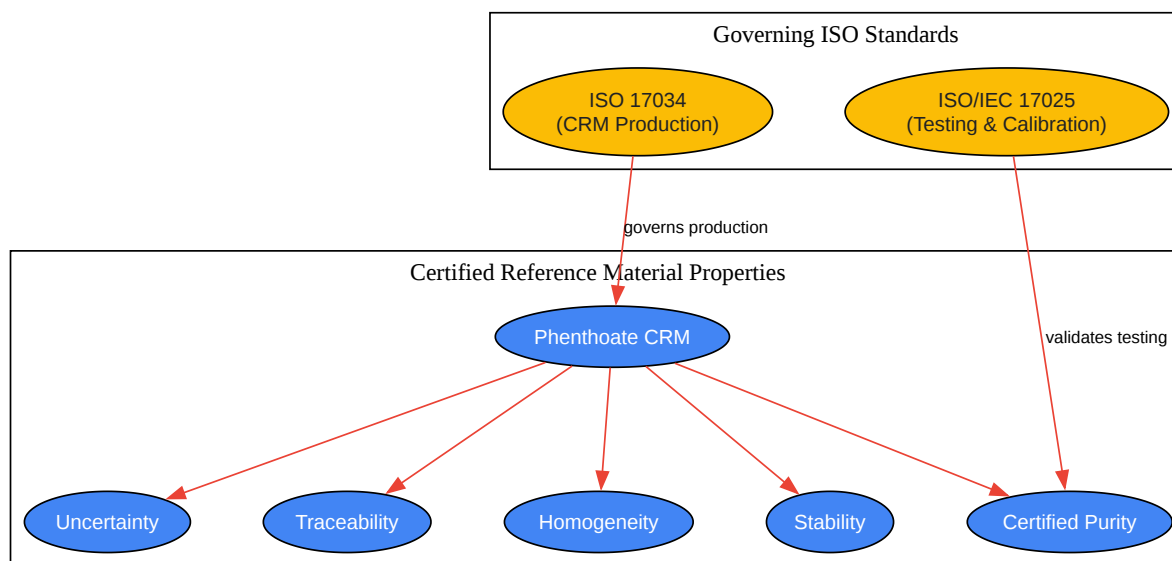 Governing ISO Standards
ISO 17034
(CRM Production)
ISO/IEC 17025
(Testing & Calibration)
governs production
Certified Reference Material Properties
Phenthoate CRM
validates testing
Uncertainty
Traceability
Homogeneity
Stability
Certified Purity